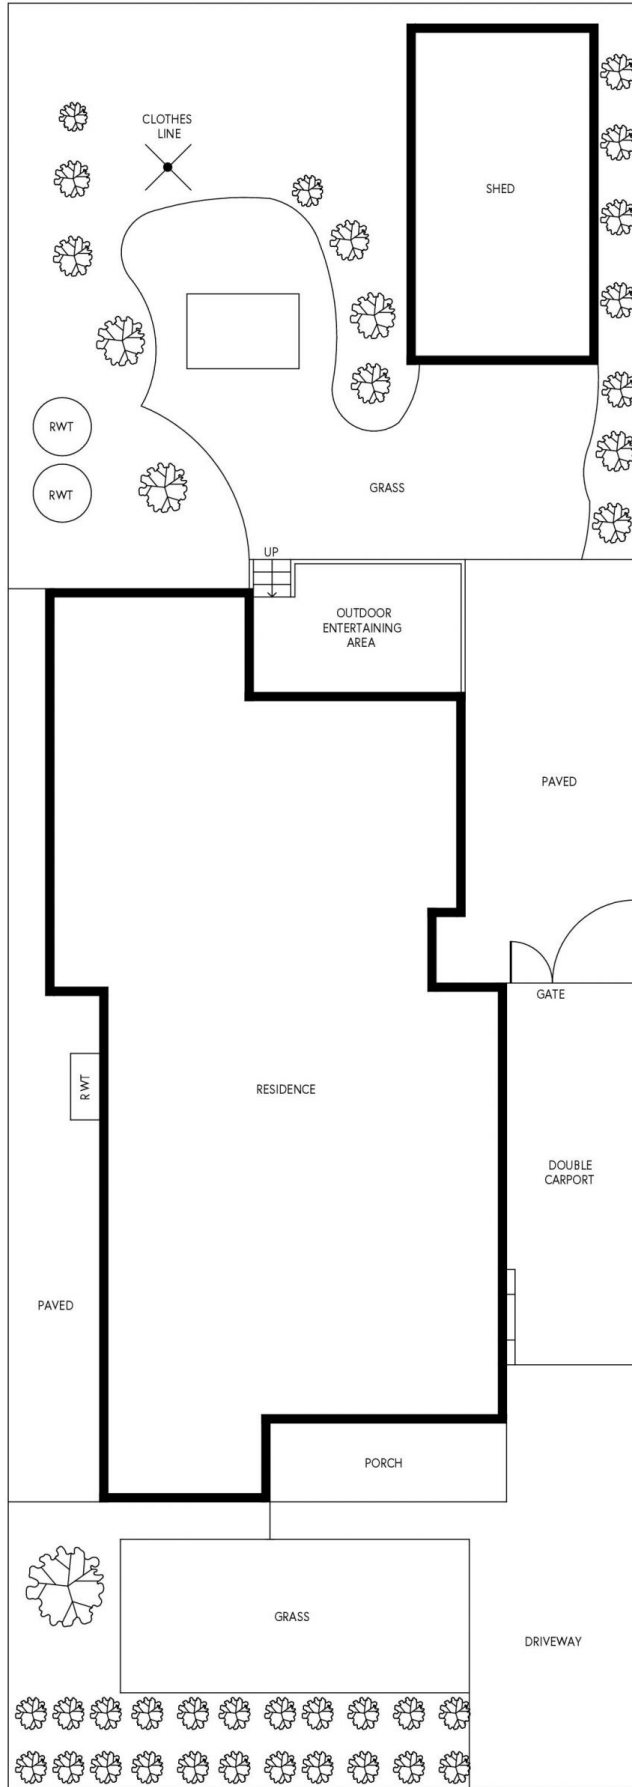 CLOTHES
LINE
SHED
RWT
RWT
GRASS
UP
OUTDOOR
ENTERTAINING
AREA
PAVED
GATE
RWT
RESIDENCE
DOUBLE
CARPORT
PAVED
PORCH
GRASS
DRIVEWAY